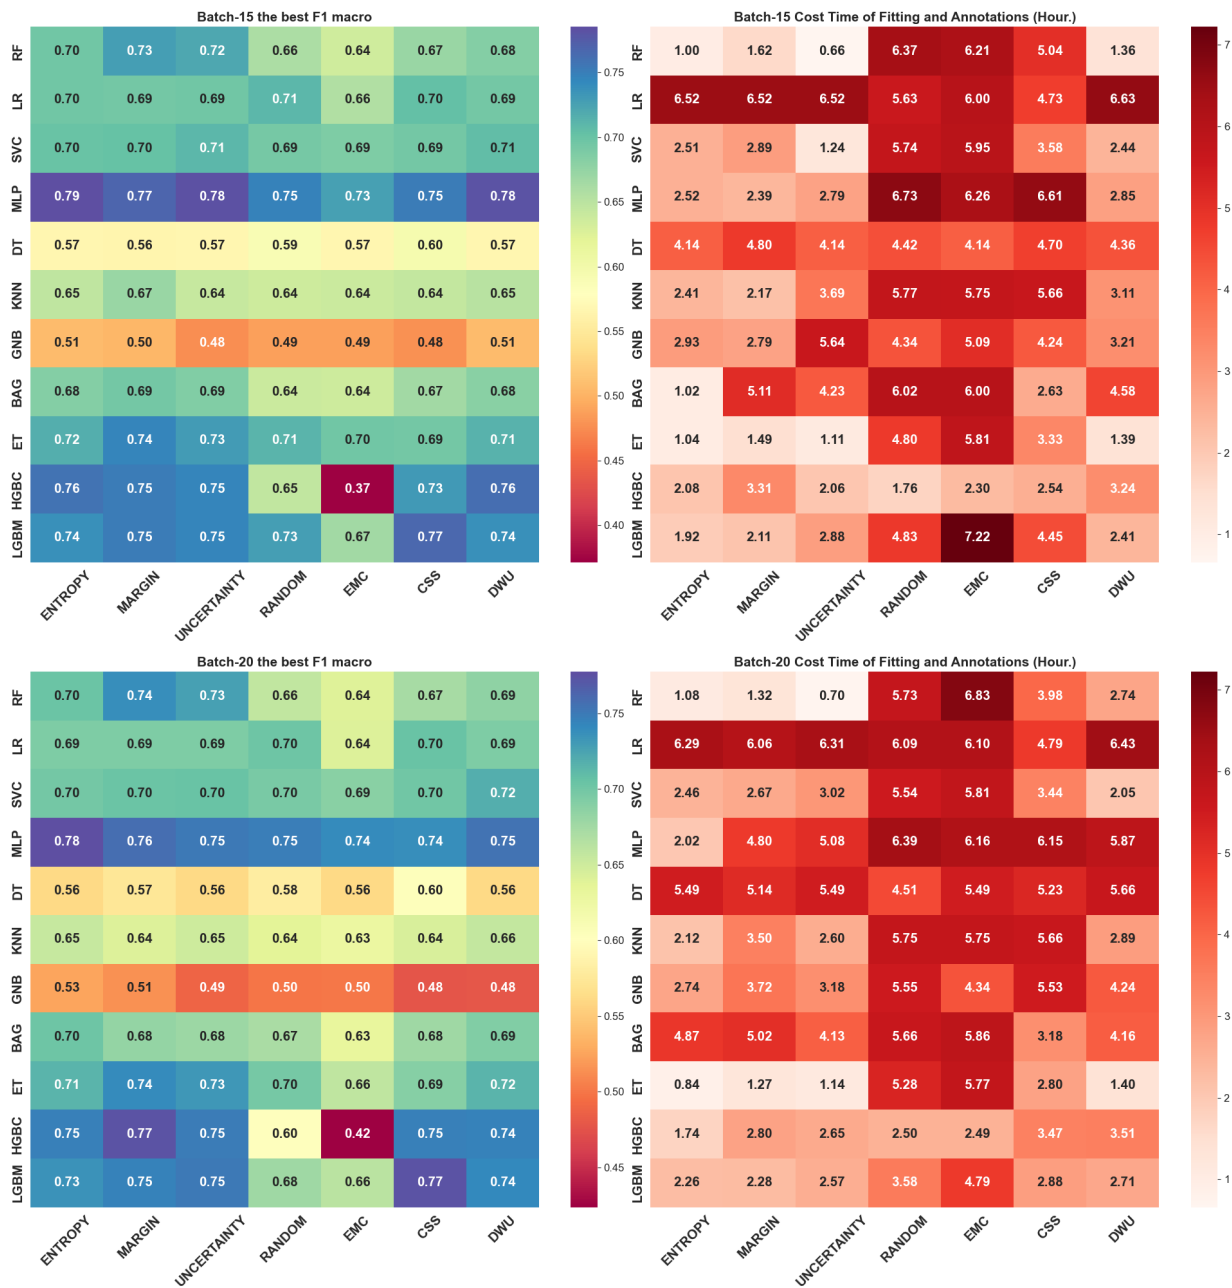 Batch-15 the best F1 macro
RF 0.70 0.73 0.72 0.66 0.64 0.67 0.68
LR 0.70 0.69 0.69 0.71 0.66 0.70 0.69
SVC 0.70 0.70 0.71 0.69 0.69 0.69 0.71
MLP 0.79 0.77 0.78 0.75 0.73 0.75 0.78
DT 0.57 0.56 0.57 0.59 0.57 0.60 0.57
KNN 0.65 0.67 0.64 0.64 0.64 0.64 0.65
GNB 0.51 0.50 0.48 0.49 0.49 0.48 0.51
BAG 0.68 0.69 0.69 0.64 0.64 0.67 0.68
ET 0.72 0.74 0.73 0.71 0.70 0.69 0.71
HGBC 0.76 0.75 0.75 0.65 0.37 0.73 0.76
LGBM 0.74 0.75 0.75 0.73 0.67 0.77 0.74
ENTROPY MARGIN UNCERTAINTY RANDOM EMC CSS DWU
0.75
0.70
0.65
0.60
0.55
0.50
0.45
0.40
Batch-15 Cost Time of Fitting and Annotations (Hour.)
RF 1.00 1.62 0.66 6.37 6.21 5.04 1.36
LR 6.52 6.52 6.52 5.63 6.00 4.73 6.63
SVC 2.51 2.89 1.24 5.74 5.95 3.58 2.44
MLP 2.52 2.39 2.79 6.73 6.26 6.61 2.85
DT 4.14 4.80 4.14 4.42 4.14 4.70 4.36
KNN 2.41 2.17 3.69 5.77 5.75 5.66 3.11
GNB 2.93 2.79 5.64 4.34 5.09 4.24 3.21
BAG 1.02 5.11 4.23 6.02 6.00 2.63 4.58
ET 1.04 1.49 1.11 4.80 5.81 3.33 1.39
HGBC 2.08 3.31 2.06 1.76 2.30 2.54 3.24
LGBM 1.92 2.11 2.88 4.83 7.22 4.45 2.41
ENTROPY MARGIN UNCERTAINTY RANDOM EMC CSS DWU
7
6
5
4
3
2
1
Batch-20 the best F1 macro
RF 0.70 0.74 0.73 0.66 0.64 0.67 0.69
LR 0.69 0.69 0.69 0.70 0.64 0.70 0.69
SVC 0.70 0.70 0.70 0.70 0.69 0.70 0.72
MLP 0.78 0.76 0.75 0.75 0.74 0.74 0.75
DT 0.56 0.57 0.56 0.58 0.56 0.60 0.56
KNN 0.65 0.64 0.65 0.64 0.63 0.64 0.66
GNB 0.53 0.51 0.49 0.50 0.50 0.48 0.48
BAG 0.70 0.68 0.68 0.67 0.63 0.68 0.69
ET 0.71 0.74 0.73 0.70 0.66 0.69 0.72
HGBC 0.75 0.77 0.75 0.60 0.42 0.75 0.74
LGBM 0.73 0.75 0.75 0.68 0.66 0.77 0.74
ENTROPY MARGIN UNCERTAINTY RANDOM EMC CSS DWU
0.75
0.70
0.65
0.60
0.55
0.50
0.45
Batch-20 Cost Time of Fitting and Annotations (Hour.)
RF 1.08 1.32 0.70 5.73 6.83 3.98 2.74
LR 6.29 6.06 6.31 6.09 6.10 4.79 6.43
SVC 2.46 2.67 3.02 5.54 5.81 3.44 2.05
MLP 2.02 4.80 5.08 6.39 6.16 6.15 5.87
DT 5.49 5.14 5.49 4.51 5.49 5.23 5.66
KNN 2.12 3.50 2.60 5.75 5.75 5.66 2.89
GNB 2.74 3.72 3.18 5.55 4.34 5.53 4.24
BAG 4.87 5.02 4.13 5.66 5.86 3.18 4.16
ET 0.84 1.27 1.14 5.28 5.77 2.80 1.40
HGBC 1.74 2.80 2.65 2.50 2.49 3.47 3.51
LGBM 2.26 2.28 2.57 3.58 4.79 2.88 2.71
ENTROPY MARGIN UNCERTAINTY RANDOM EMC CSS DWU
7
6
5
4
3
2
1